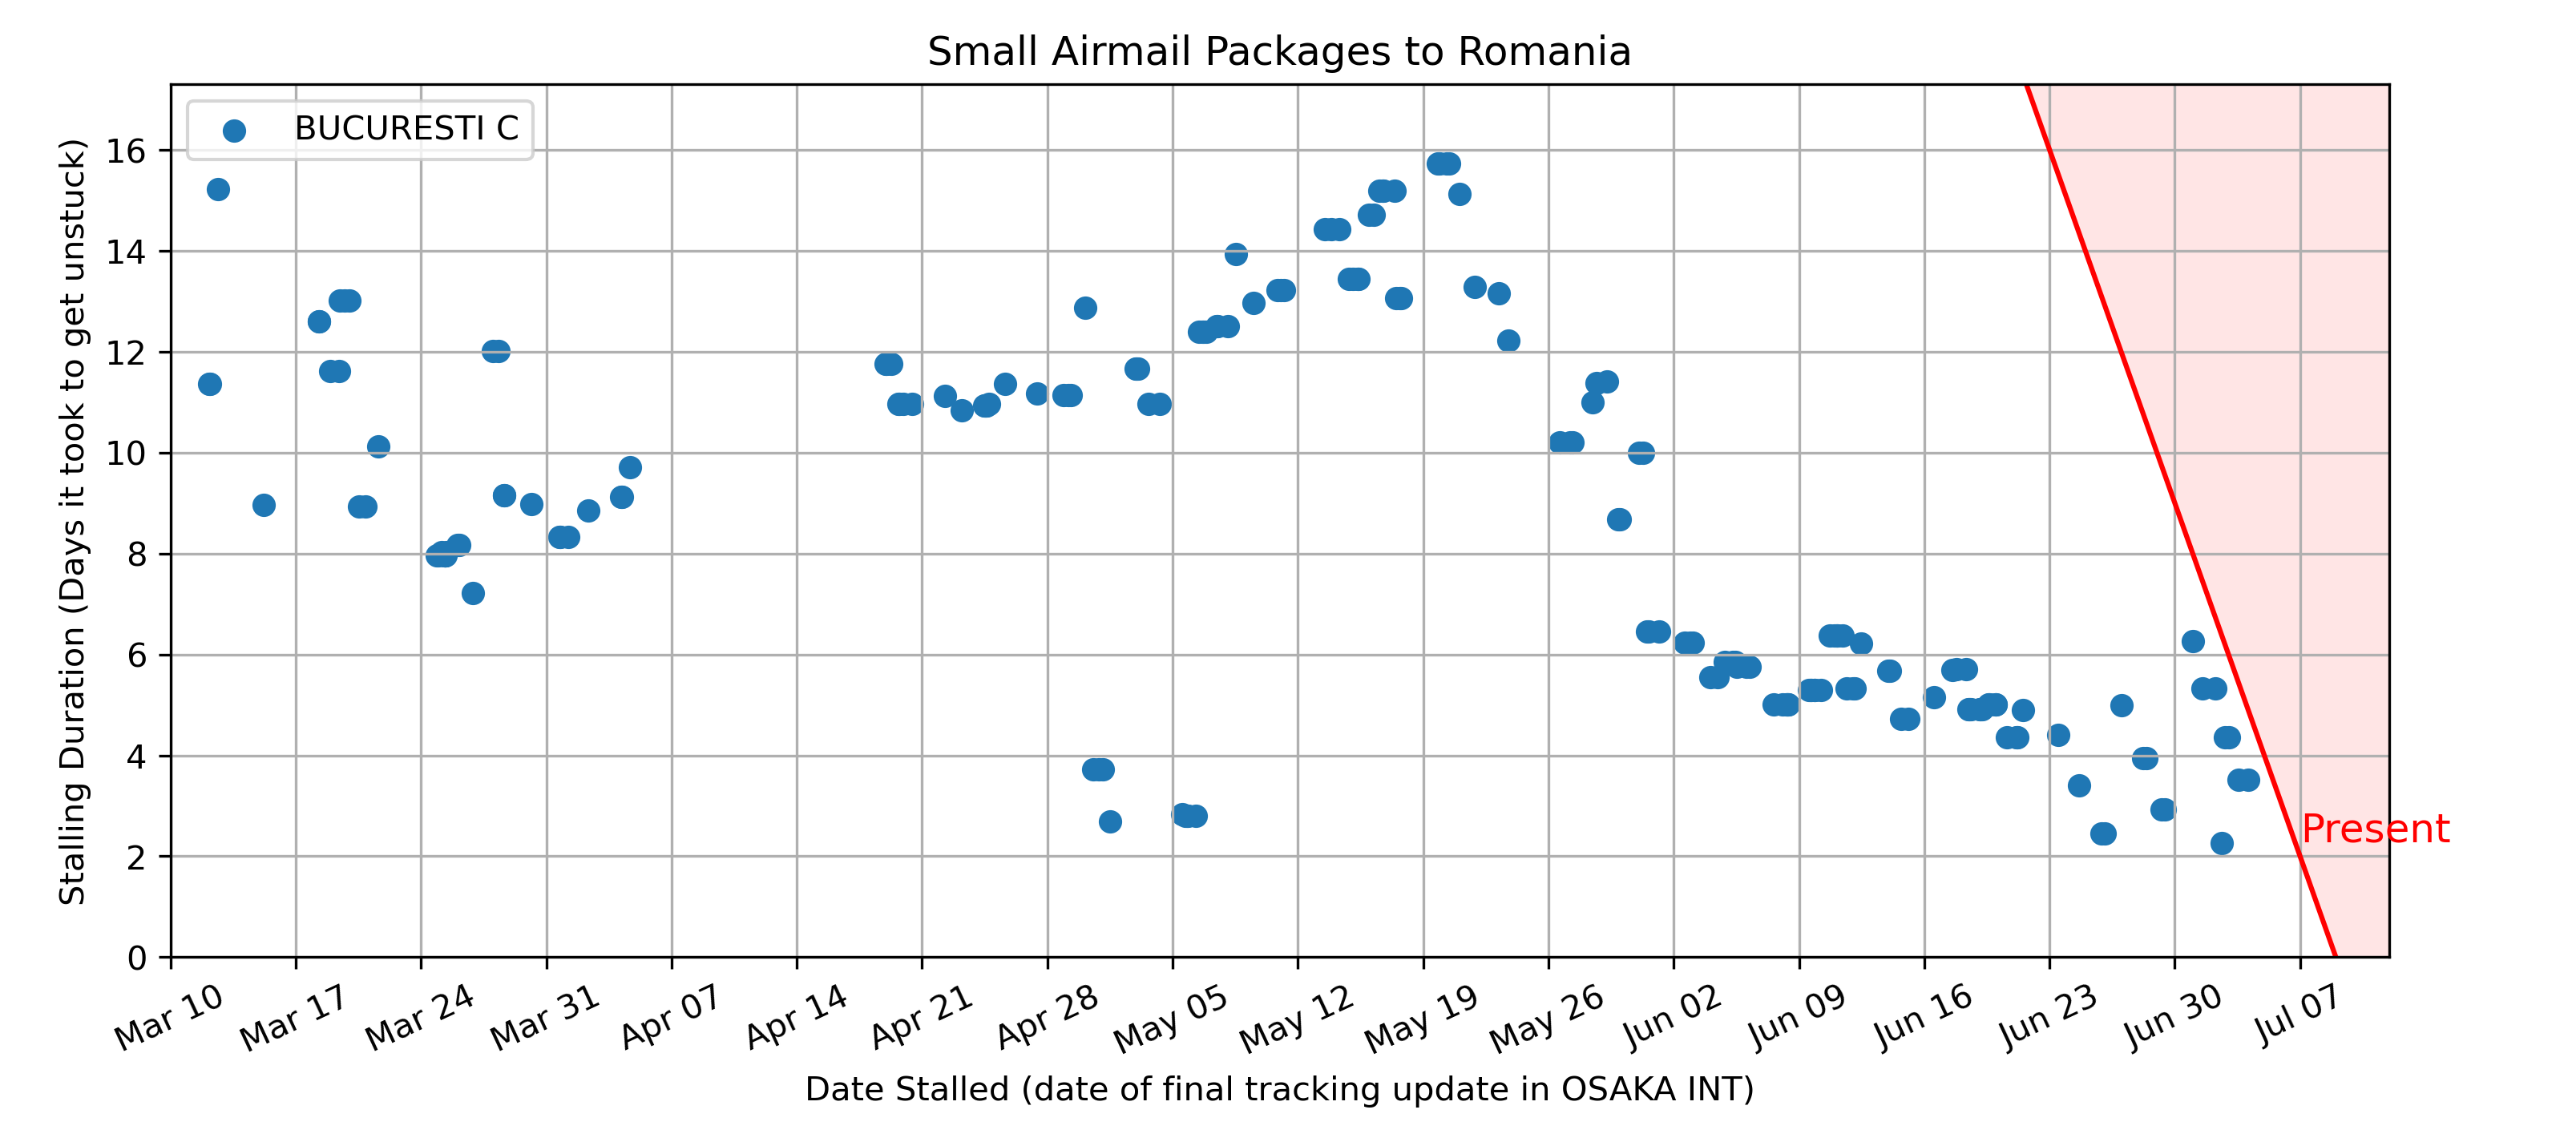 Small Airmail Packages to Romania
BUCURESTI C
Stalling Duration (Days it took to get unstuck)
16
14
12
10
8
6
4
2
0
Present
Mar 10
Mar 17
Mar 24
Mar 31
Apr 07
Apr 14
Apr 21
Apr 28
May 05
May 12
May 19
May 26
Jun 02
Jun 09
Jun 16
Jun 23
Jun 30
Jul 07
Date Stalled (date of final tracking update in OSAKA INT)